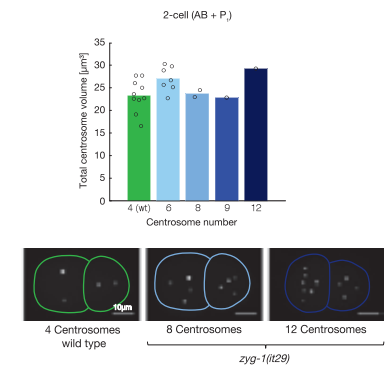 2-cell (AB + P₁)
Total centrosome volume [µm³]
35
30
25
20
15
10
5
0
4 (wt) 6 8 9 12
Centrosome number
10µm
4 Centrosomes 8 Centrosomes 12 Centrosomes
wild type
zyg-1(it29)